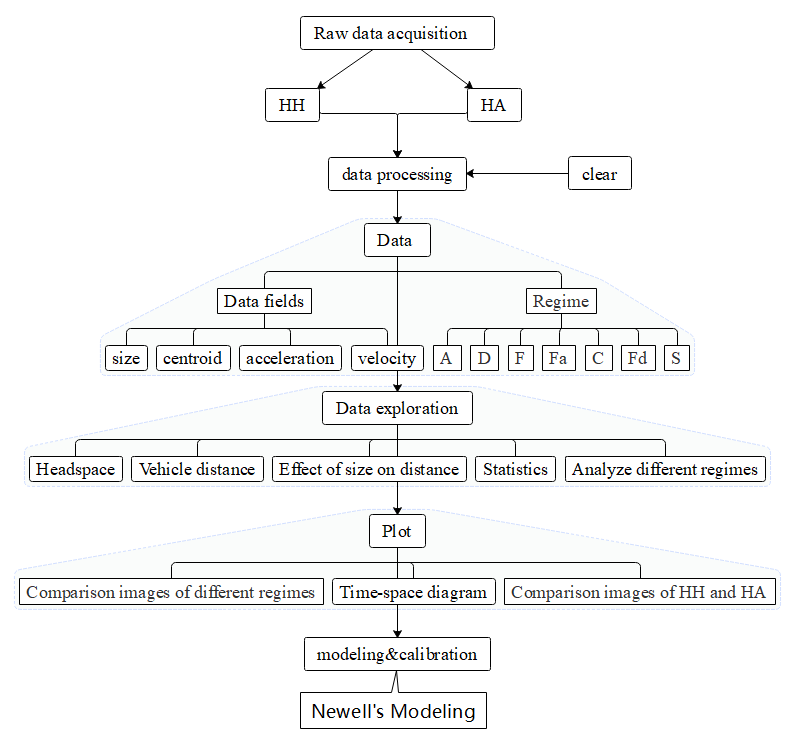 Raw data acquisition
HH
HA
data processing
clear
Data
Data fields
Regime
size
centroid
acceleration
velocity
A
D
F
Fa
C
Fd
S
Data exploration
Headspace
Vehicle distance
Effect of size on distance
Statistics
Analyze different regimes
Plot
Comparison images of different regimes
Time-space diagram
Comparison images of HH and HA
modeling&calibration
Newell's Modeling